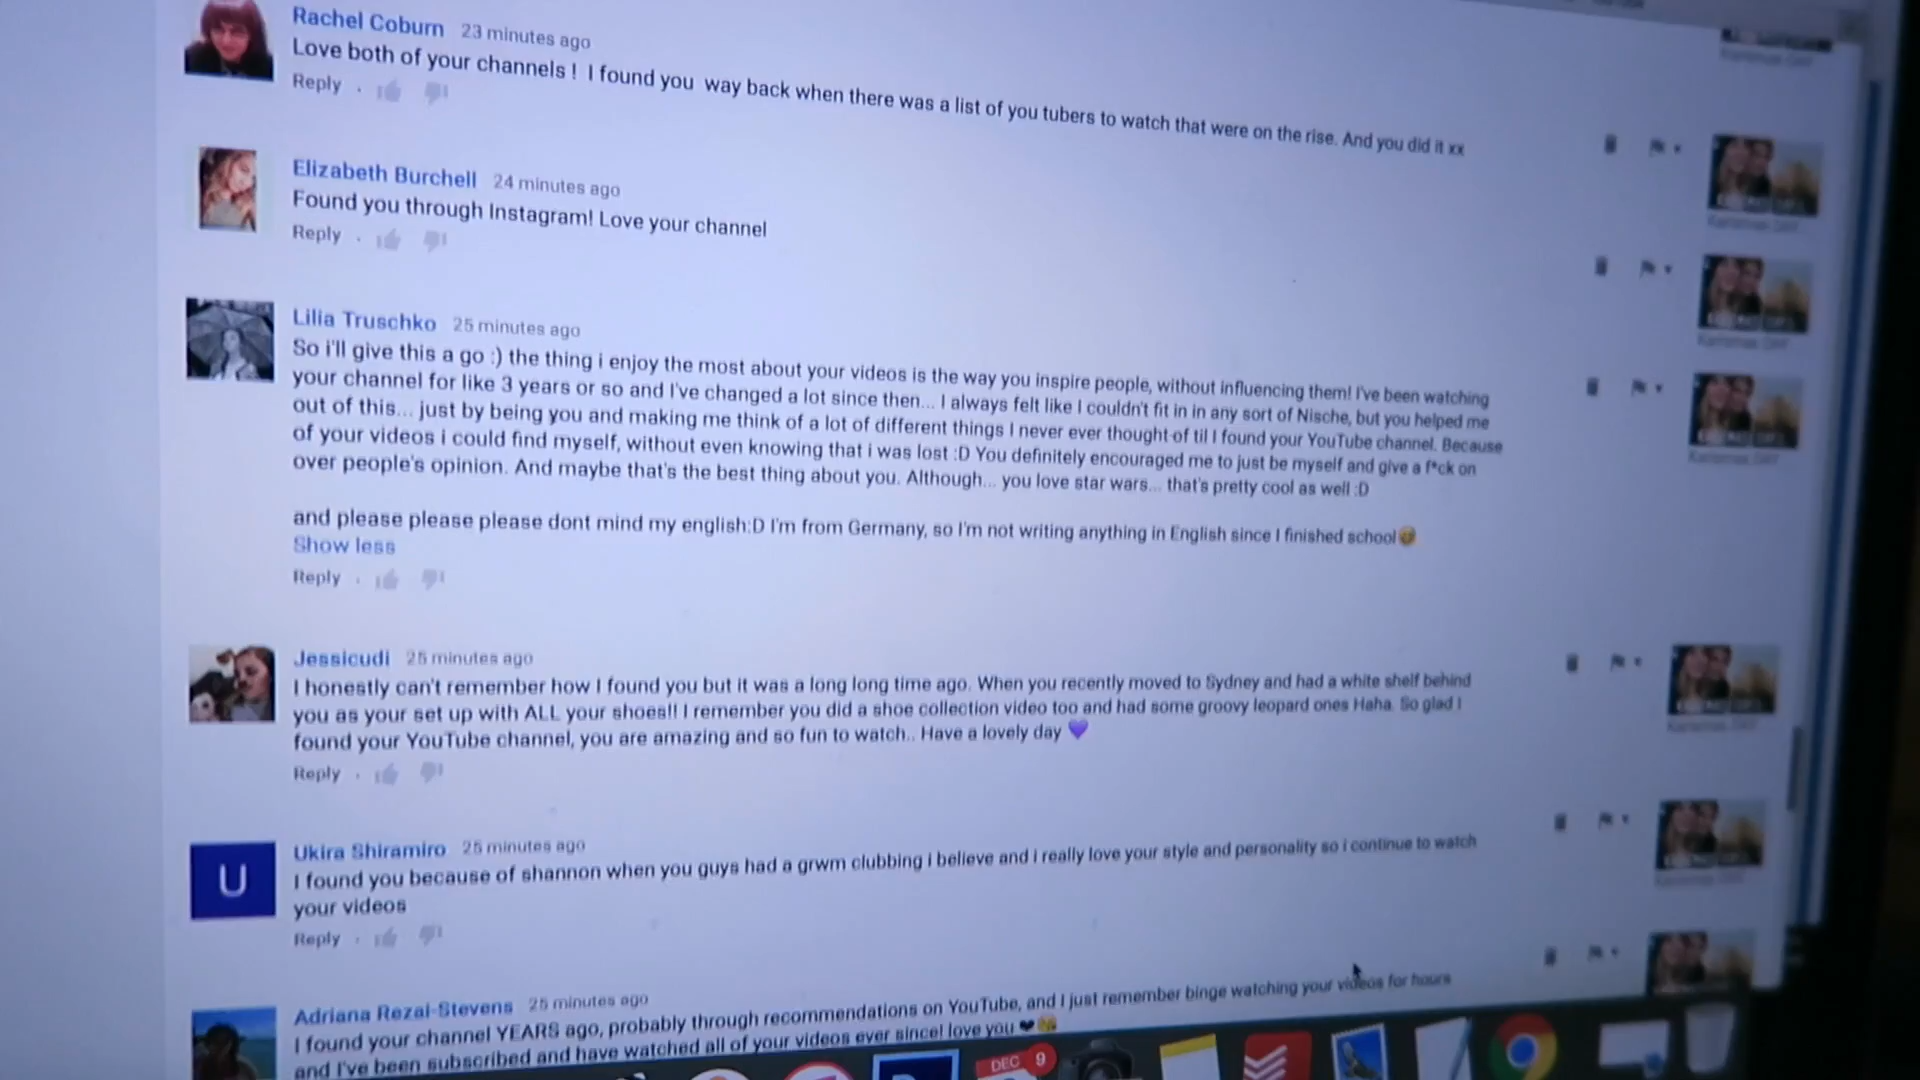 Rachel Coburn 23 minutes ago
Love both of your channels ! I found you way back when there was a list of you tubers to watch that were on the rise. And you did it xx
Reply
Elizabeth Burchell 24 minutes ago
Found you through Instagram! Love your channel
Reply
Lilia Truschko 25 minutes ago
So i'll give this a go :) the thing i enjoy the most about your videos is the way you inspire people, without influencing them! I've been watching
your channel for like 3 years or so and I've changed a lot since then... I always felt like I couldn't fit in in any sort of Nische, but you helped me
out of this... just by being you and making me think of a lot of different things I never ever thought of til I found your YouTube channel. Because
of your videos i could find myself, without even knowing that i was lost :D You definitely encouraged me to just be myself and give a f*ck on
over people's opinion. And maybe that's the best thing about you. Although... you love star wars... that's pretty cool as well :D
and please please please dont mind my english:D I'm from Germany, so I'm not writing anything in English since I finished school😅
Show less
Reply
Jessicudi 25 minutes ago
I honestly can't remember how I found you but it was a long long time ago. When you recently moved to Sydney and had a white shelf behind
you as your set up with ALL your shoes!! I remember you did a shoe collection video too and had some groovy leopard ones Haha. So glad I
found your YouTube channel, you are amazing and so fun to watch.. Have a lovely day 💜
Reply
U
Ukira Shiramiro 25 minutes ago
I found you because of shannon when you guys had a grwm clubbing i believe and i really love your style and personality so i continue to watch
your videos
Reply
Adriana Rezai-Stevens 25 minutes ago
I found your channel YEARS ago, probably through recommendations on YouTube, and I just remember binge watching your videos for hours
and I've been subscribed and have watched all of your videos ever since! love you ❤😘
DEC 9